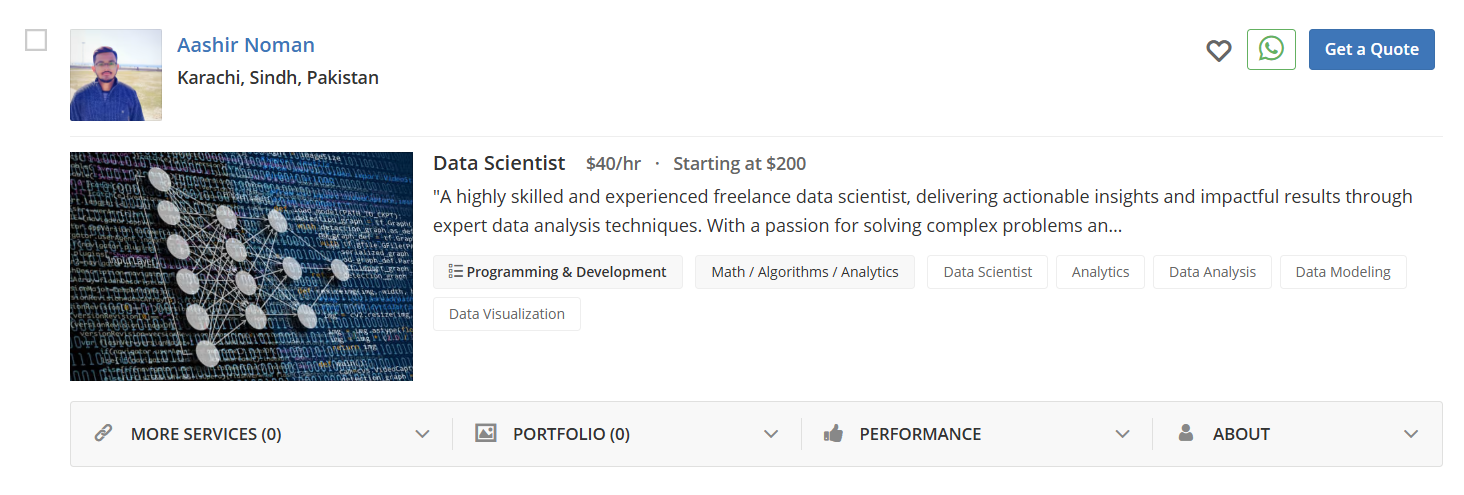 Aashir Noman
Karachi, Sindh, Pakistan
Get a Quote
Data Scientist $40/hr · Starting at $200
"A highly skilled and experienced freelance data scientist, delivering actionable insights and impactful results through
expert data analysis techniques. With a passion for solving complex problems an...
Programming & Development Math / Algorithms / Analytics Data Scientist Analytics Data Analysis Data Modeling
Data Visualization
MORE SERVICES (0) PORTFOLIO (0) PERFORMANCE ABOUT